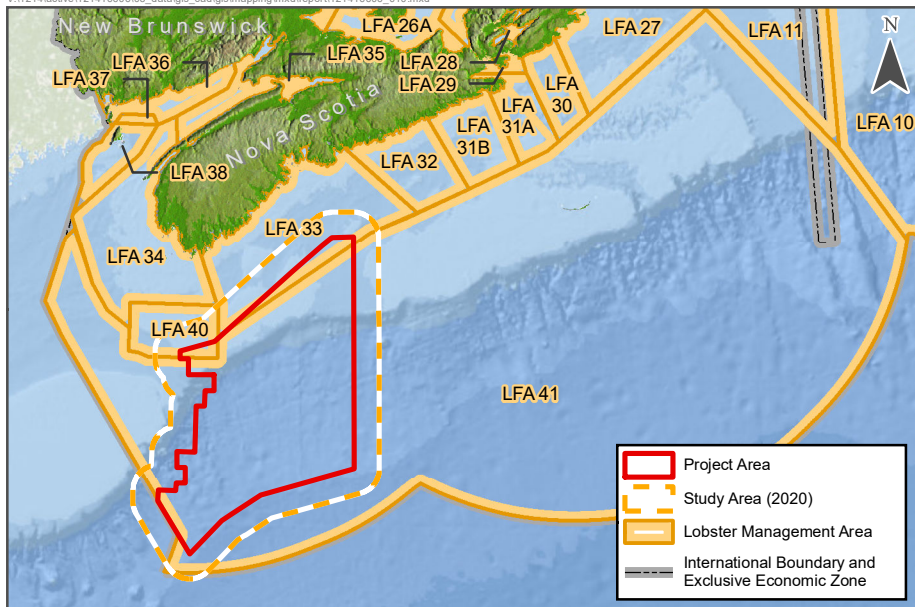 New Brunswick
LFA 26A
LFA 27
LFA 11
LFA 35
LFA 36
LFA 37
LFA 28
LFA 29
N
LFA
30
LFA
31A
LFA
31B
LFA 10
Nova Scotia
LFA 32
LFA 38
LFA 33
LFA 34
LFA 40
LFA 41
Project Area
Study Area (2020)
Lobster Management Area
International Boundary and
Exclusive Economic Zone